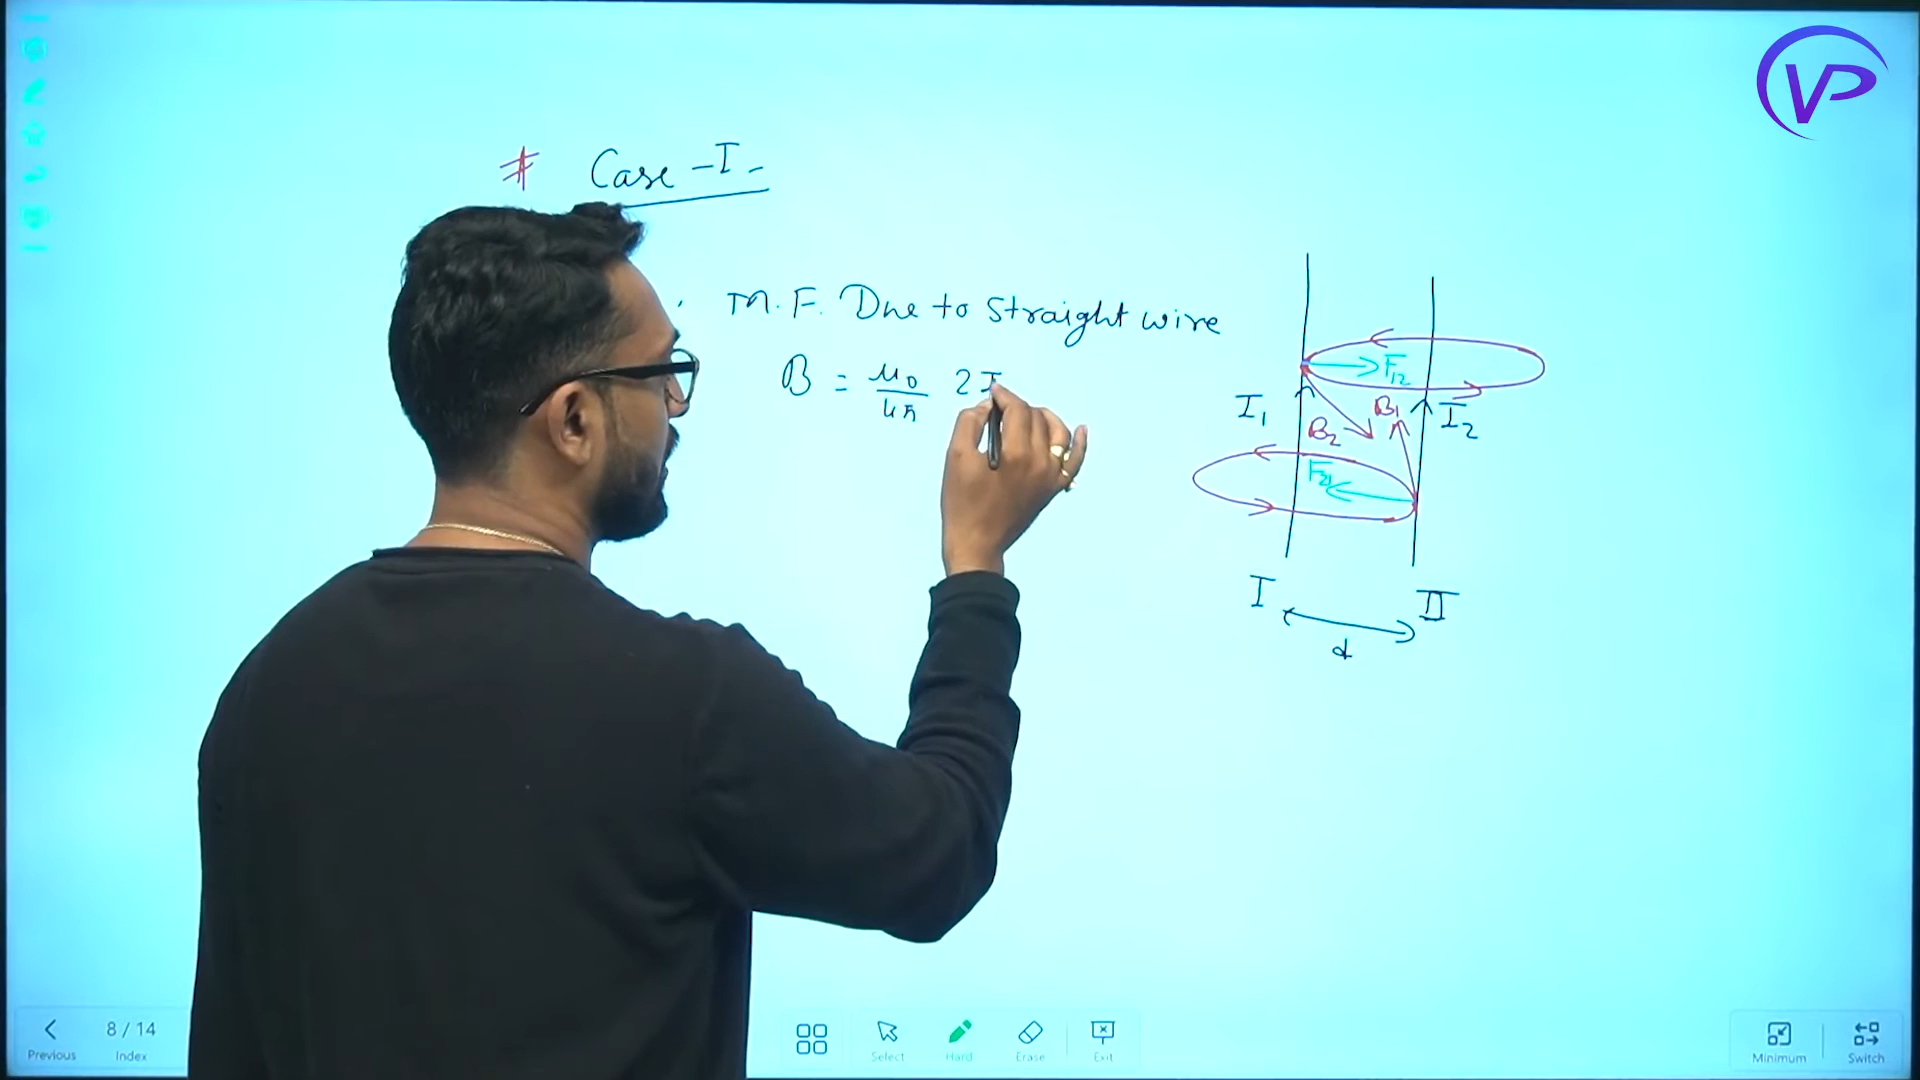 VP
* Case - I -
M.F. Due to straight wire
B = μ0/4π 2I
F12
I1
B2
B1
I2
F21
I
II
d
8 / 14
Previous
Index
Select
Hard
Erase
Exit
Minimum
Switch